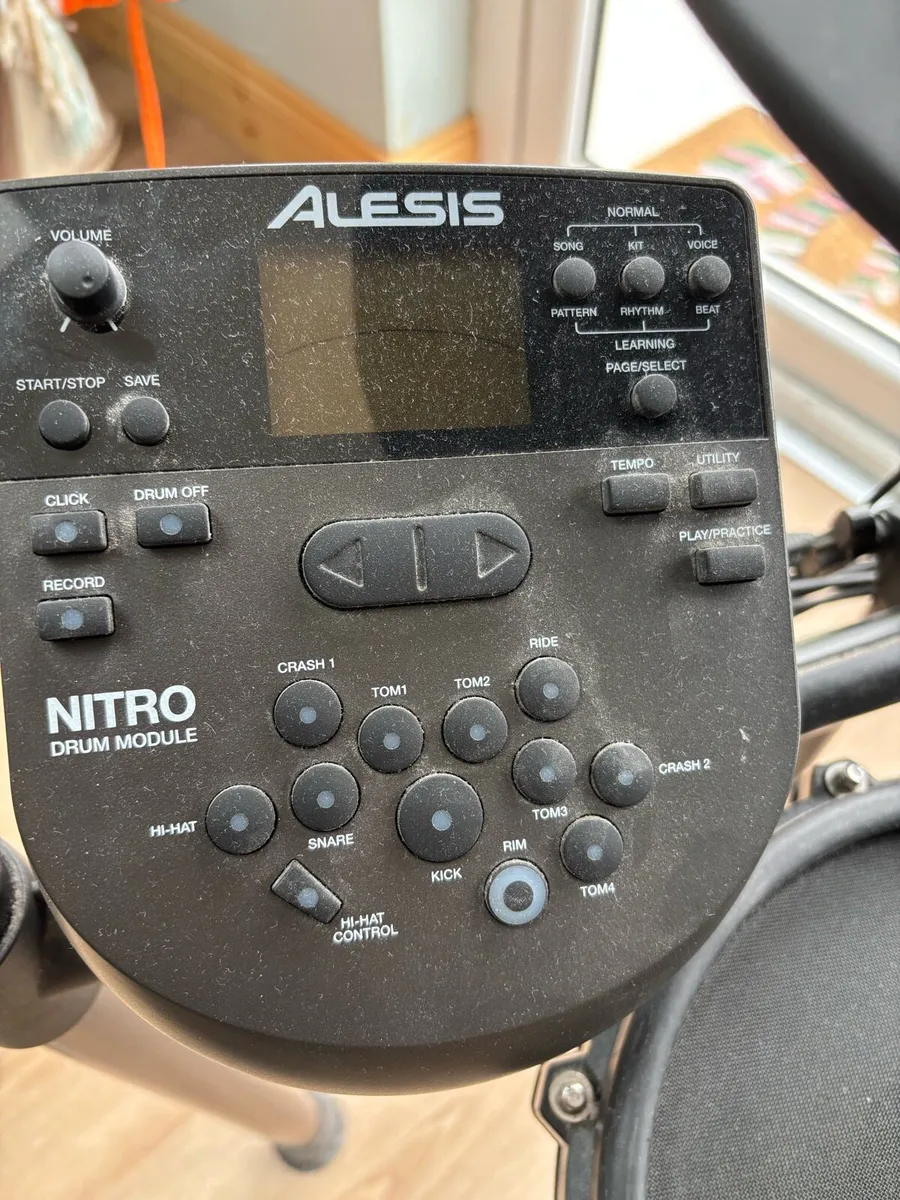 ALESIS
VOLUME
NORMAL
SONG KIT VOICE
PATTERN RHYTHM BEAT
LEARNING
PAGE/SELECT
START/STOP SAVE
TEMPO UTILITY
CLICK DRUM OFF
PLAY/PRACTICE
RECORD
NITRO
DRUM MODULE
CRASH 1
TOM1
TOM2
RIDE
CRASH 2
TOM3
HI-HAT
SNARE
KICK
RIM
TOM4
HI-HAT
CONTROL